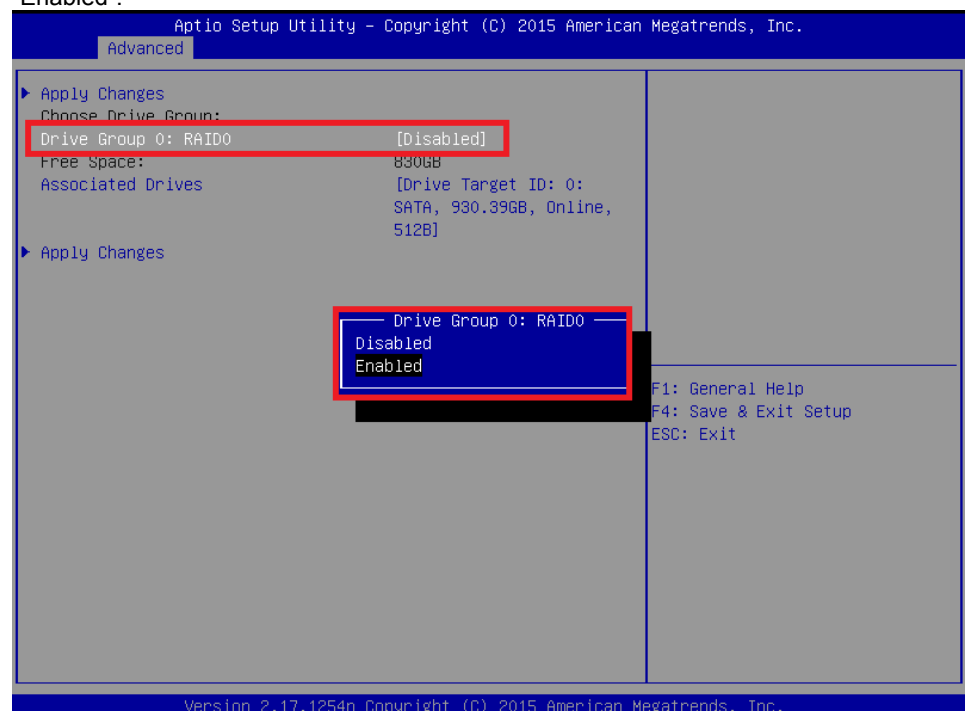 "Enabled".
Aptio Setup Utility – Copyright (C) 2015 American Megatrends, Inc.
Advanced
Apply Changes
Choose Drive Group:
Drive Group 0: RAID0 [Disabled]
Free Space: 830GB
Associated Drives [Drive Target ID: 0:
SATA, 930.39GB, Online,
512B]
Apply Changes
Drive Group 0: RAID0
Disabled
Enabled
F1: General Help
F4: Save & Exit Setup
ESC: Exit
Version 2.17.1254n Copyright (C) 2015 American Megatrends, Inc.